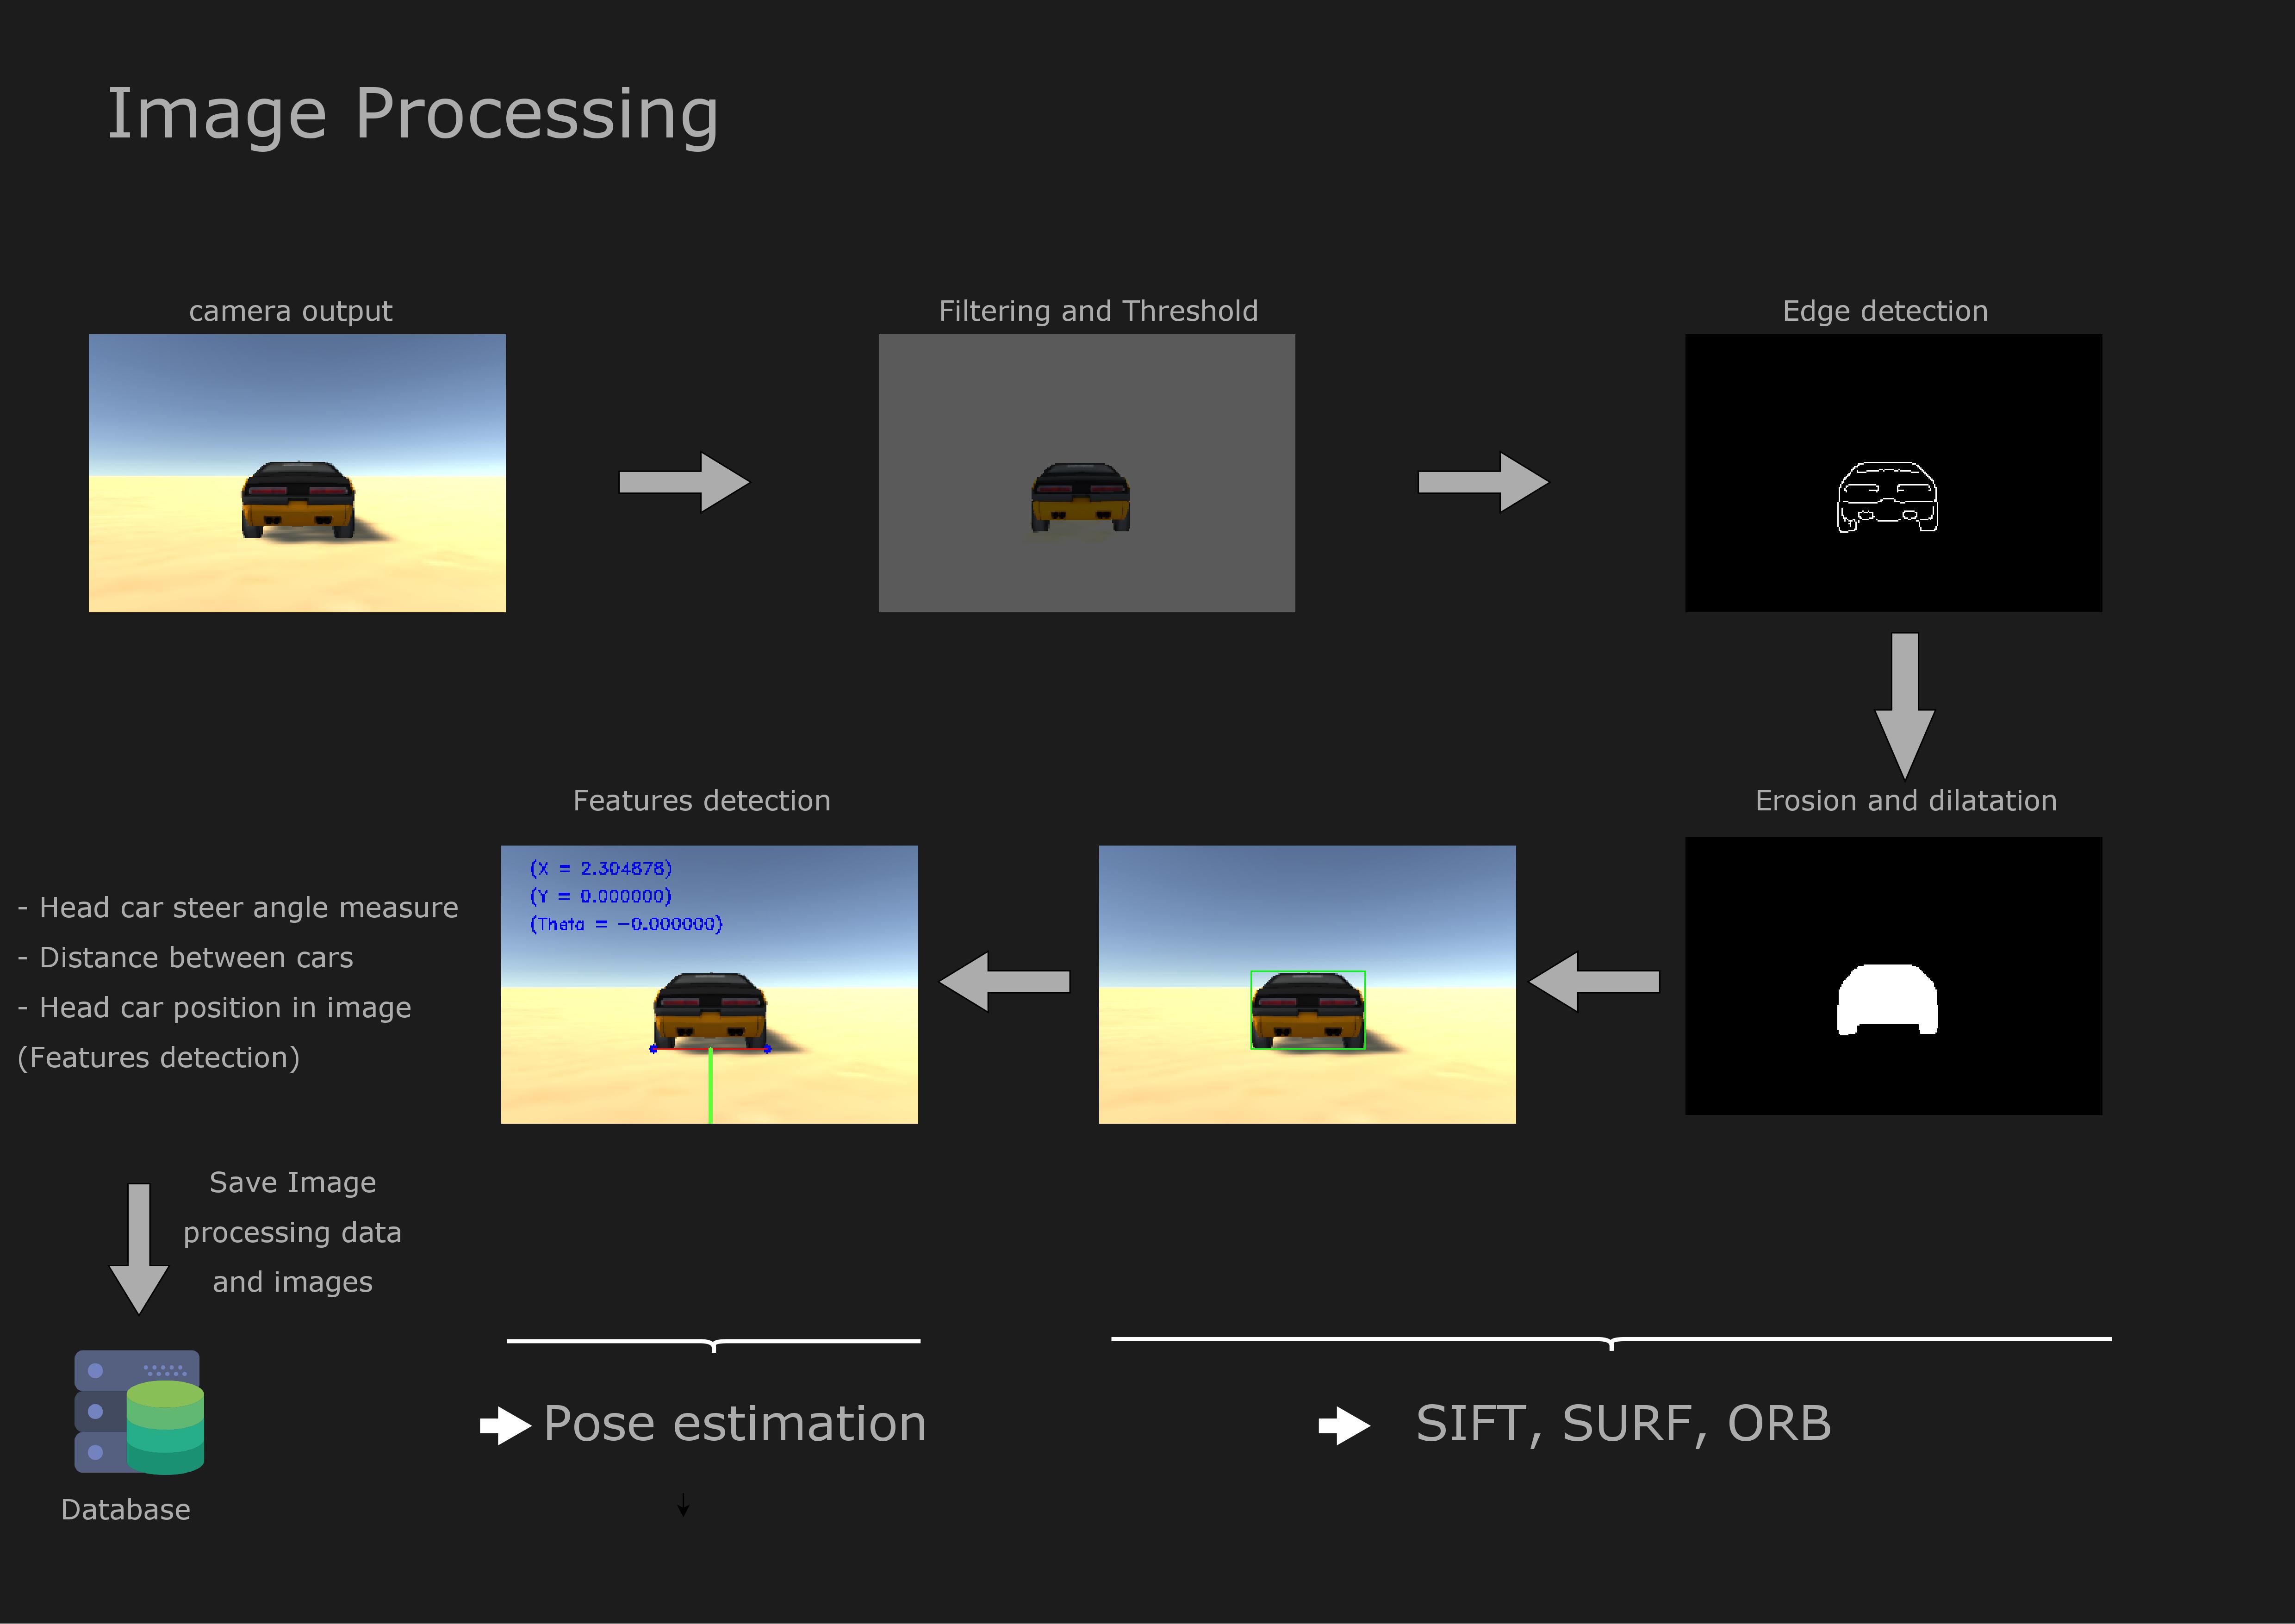 Image Processing
camera output
Filtering and Threshold
Edge detection
Features detection
Erosion and dilatation
(X = 2.304878)
(Y = 0.000000)
(Theta = -0.000000)
- Head car steer angle measure
- Distance between cars
- Head car position in image
(Features detection)
Save Image
processing data
and images
Pose estimation
SIFT, SURF, ORB
Database